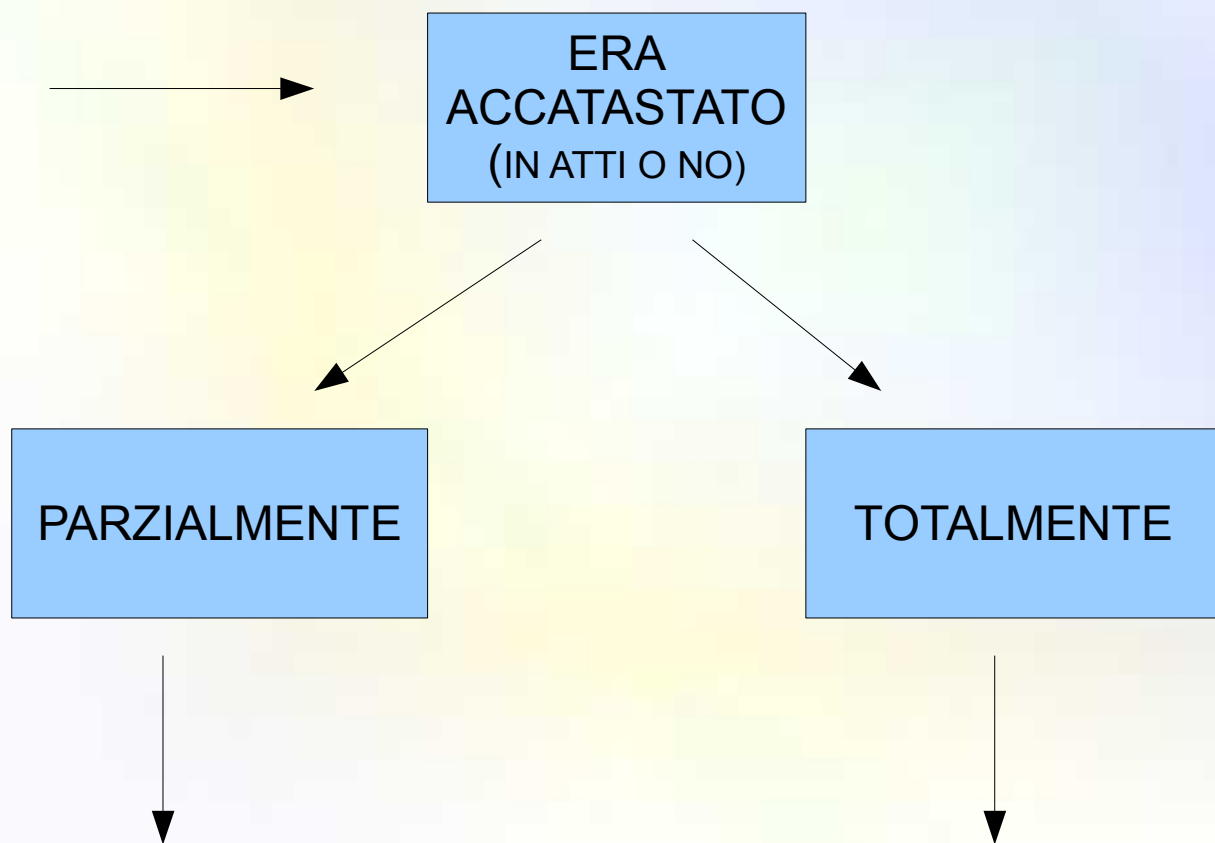 ERA
ACCATASTATO
(IN ATTI O NO)
PARZIALMENTE
TOTALMENTE